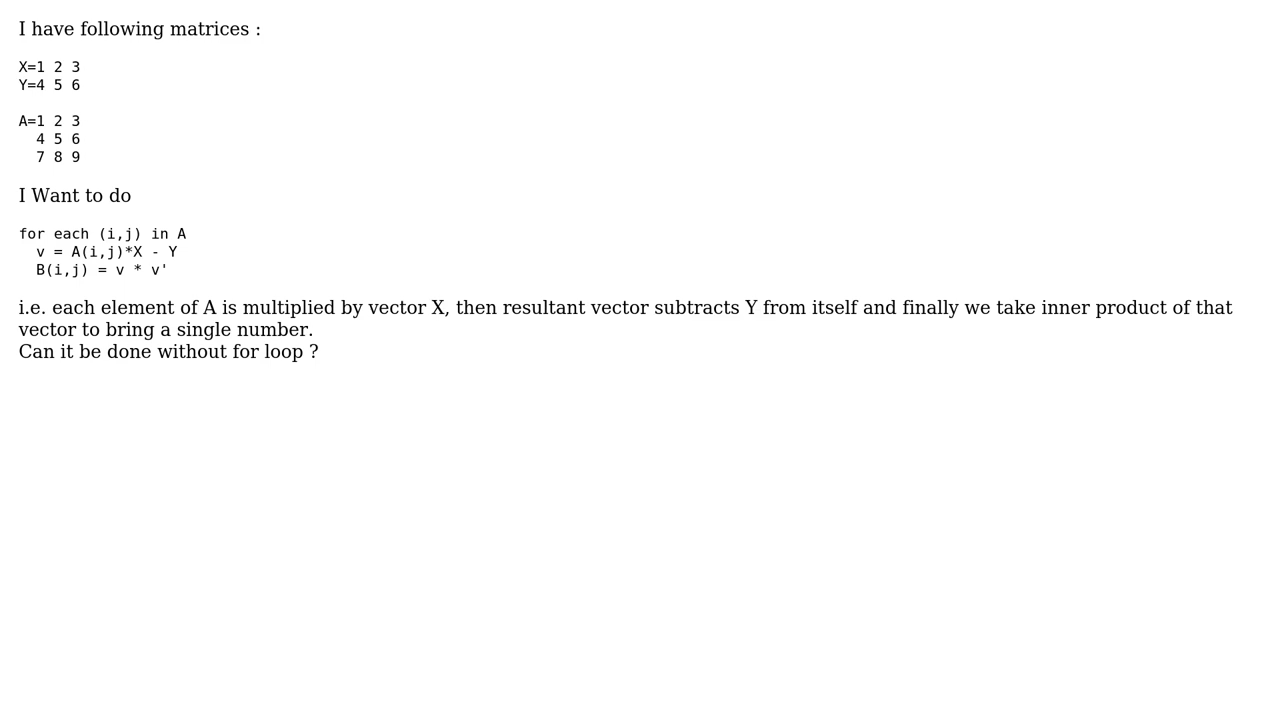 I have following matrices :
X=1 2 3
Y=4 5 6
A=1 2 3
  4 5 6
  7 8 9
I Want to do
for each (i,j) in A
  v = A(i,j)*X - Y
  B(i,j) = v * v'
i.e. each element of A is multiplied by vector X, then resultant vector subtracts Y from itself and finally we take inner product of that
vector to bring a single number.
Can it be done without for loop ?